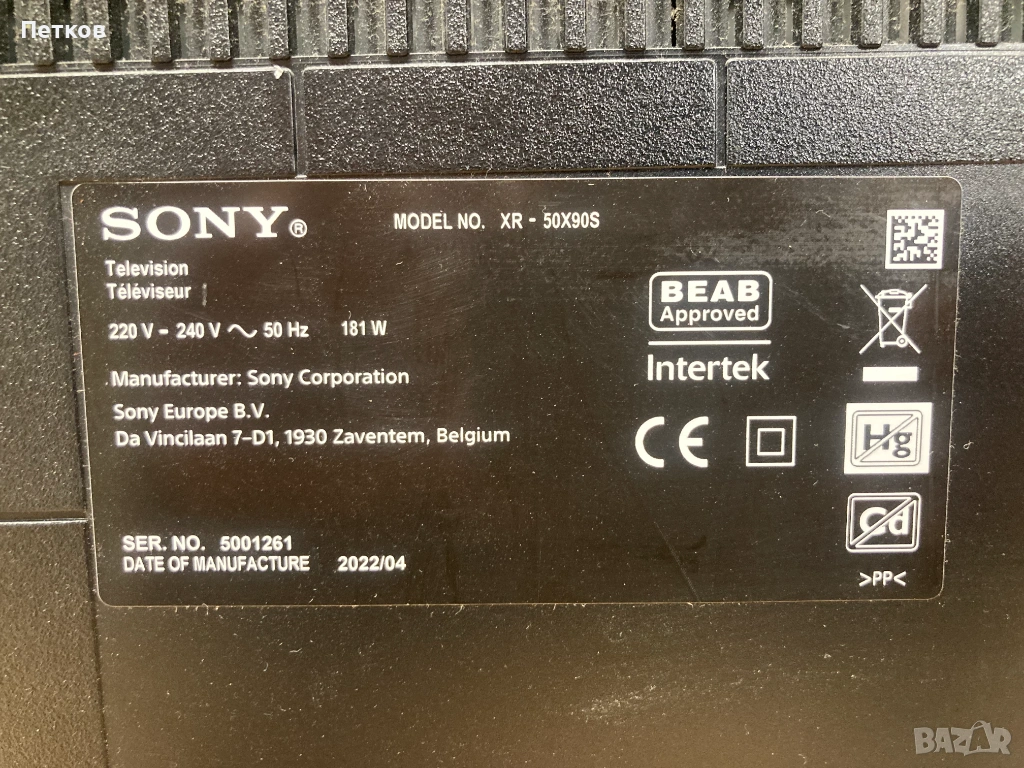 Петков
SONY® MODEL NO. XR - 50X90S
Television
Téléviseur
220 V - 240 V ~ 50 Hz 181 W
Manufacturer: Sony Corporation
Sony Europe B.V.
Da Vincilaan 7-D1, 1930 Zaventem, Belgium
BEAB
Approved
Intertek
CE
Hg
Cd
SER. NO. 5001261
DATE OF MANUFACTURE 2022/04
>PP<
BAZAR